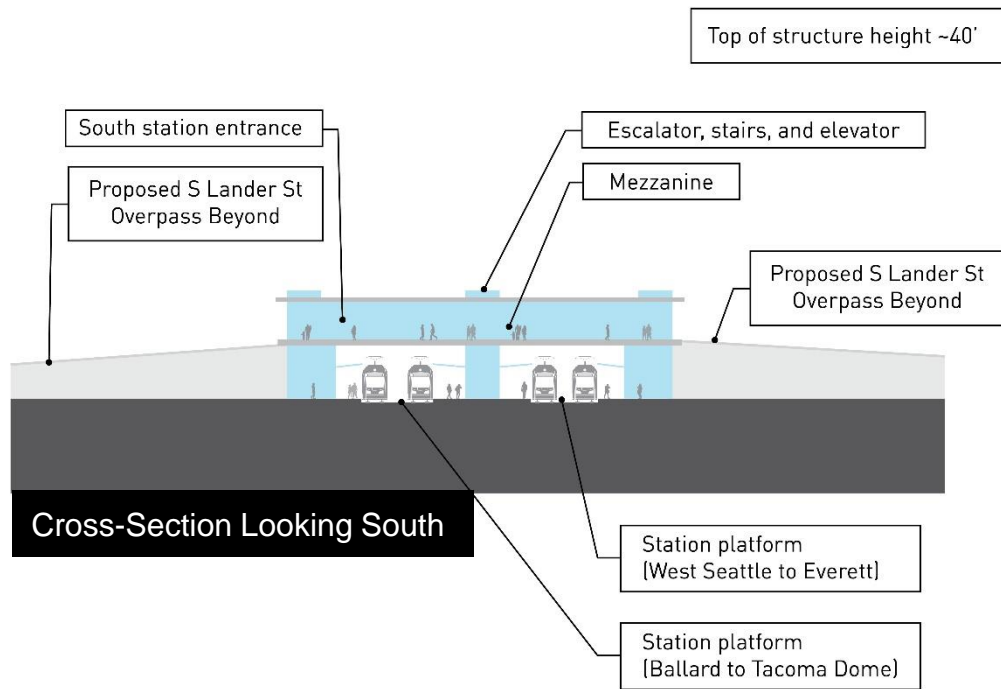 Top of structure height ~40’
South station entrance
Escalator, stairs, and elevator
Proposed S Lander St
Overpass Beyond
Mezzanine
Proposed S Lander St
Overpass Beyond
Cross-Section Looking South
Station platform
(West Seattle to Everett)
Station platform
(Ballard to Tacoma Dome)